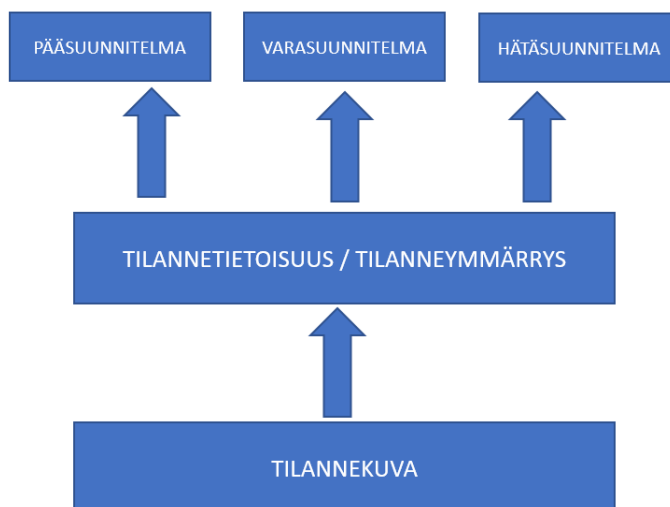 PÄÄSUUNNITELMA
VARASUUNNITELMA
HÄTÄSUUNNITELMA
TILANNETIETOISUUS / TILANNEYMMÄRRYS
TILANNEKUVA